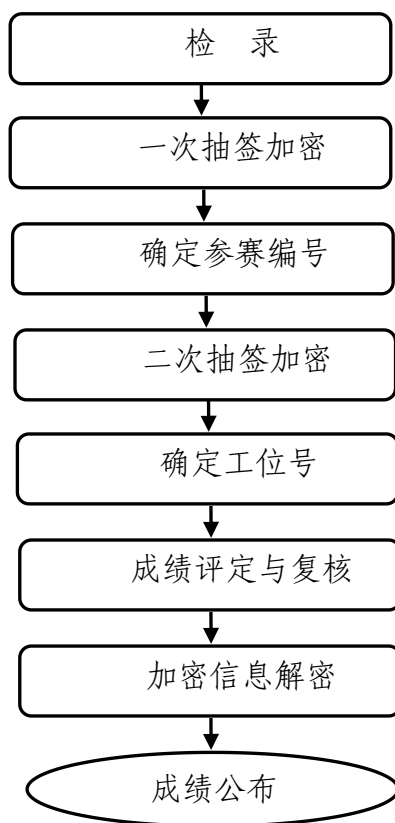 检　录
一次抽签加密
确定参赛编号
二次抽签加密
确定工位号
成绩评定与复核
加密信息解密
成绩公布